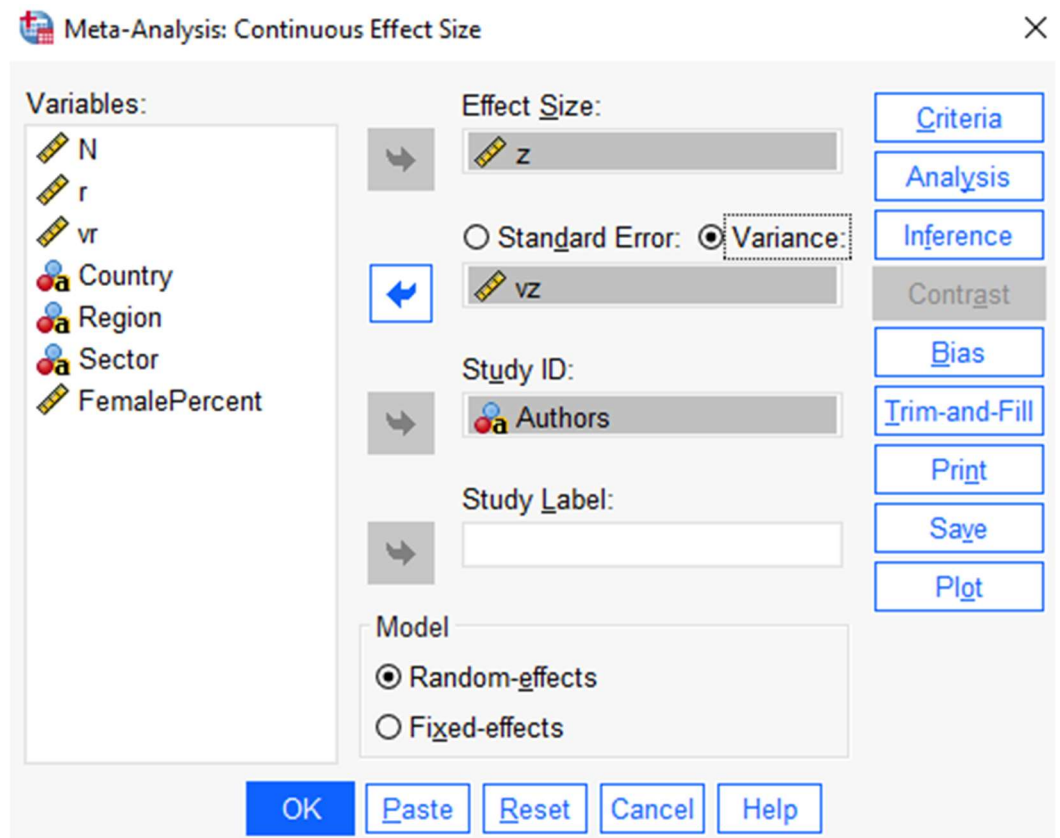 Meta-Analysis: Continuous Effect Size
Variables:
N
r
vr
Country
Region
Sector
FemalePercent
Effect Size:
z
Standard Error: Variance:
vz
Study ID:
Authors
Study Label:
Model
Random-effects
Fixed-effects
Criteria
Analysis
Inference
Contrast
Bias
Trim-and-Fill
Print
Save
Plot
OK Paste Reset Cancel Help